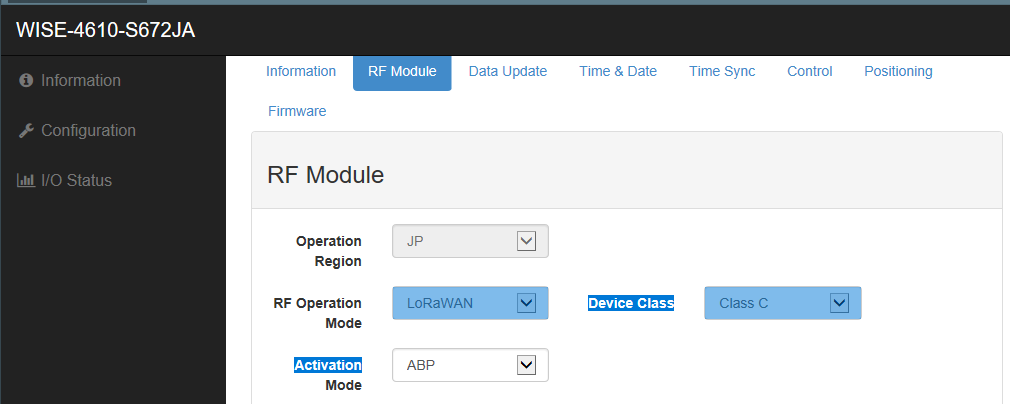 WISE-4610-S672JA
Information
Configuration
I/O Status
Information RF Module Data Update Time & Date Time Sync Control Positioning
Firmware
RF Module
Operation Region JP
RF Operation Mode LoRaWAN Device Class Class C
Activation Mode ABP